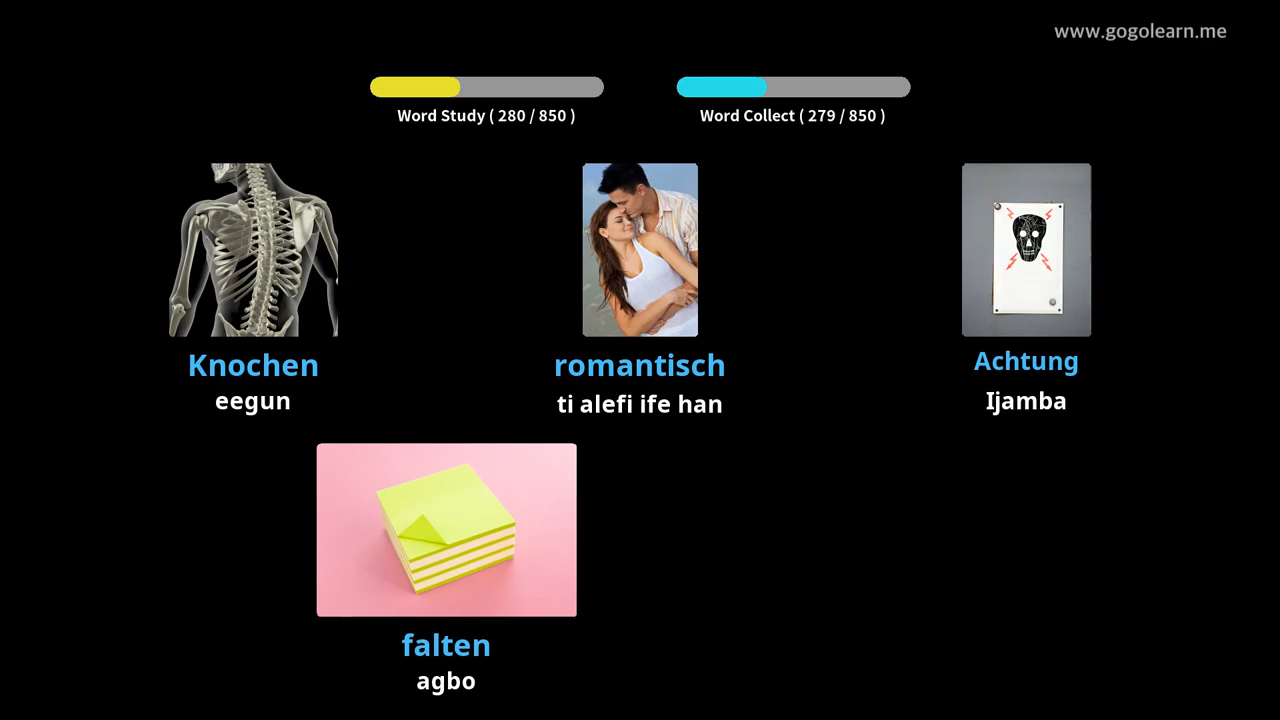 www.gogolearn.me
Word Study ( 280 / 850 )
Word Collect ( 279 / 850 )
Knochen
eegun
romantisch
ti alefi ife han
Achtung
Ijamba
falten
agbo